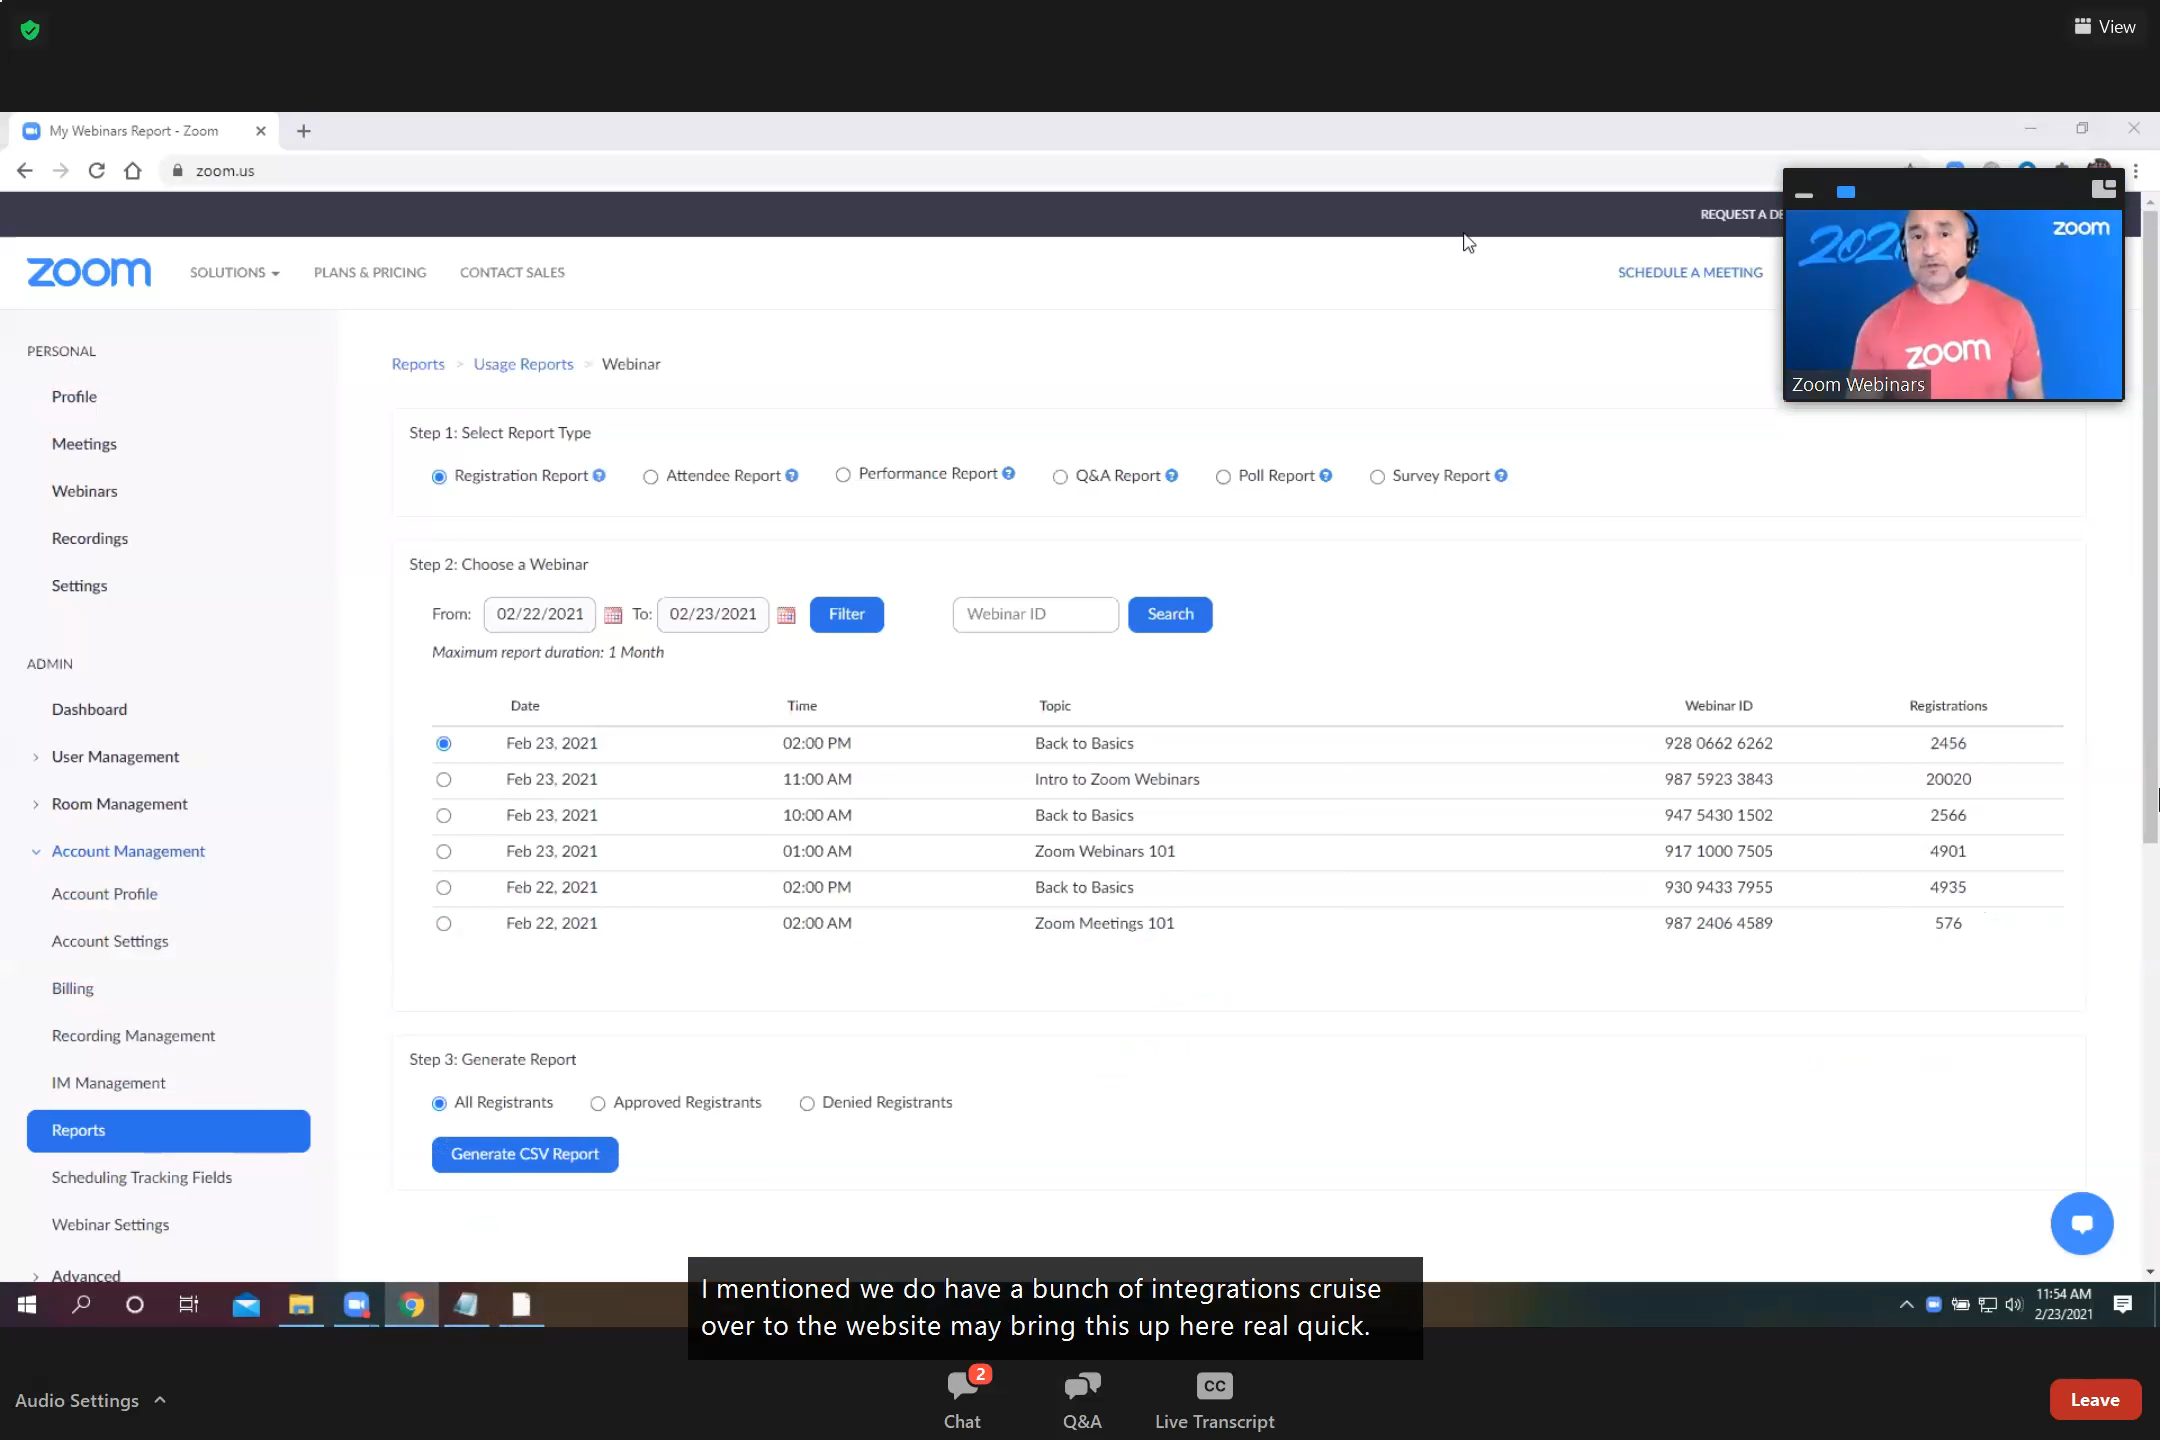 View
My Webinars Report - Zoom
zoom.us
REQUEST A DE
zoom
SOLUTIONS
PLANS & PRICING
CONTACT SALES
SCHEDULE A MEETING
202
zoom
zoom
Zoom Webinars
PERSONAL
Profile
Meetings
Webinars
Recordings
Settings
ADMIN
Dashboard
User Management
Room Management
Account Management
Account Profile
Account Settings
Billing
Recording Management
IM Management
Reports
Scheduling Tracking Fields
Webinar Settings
Advanced
Reports > Usage Reports > Webinar
Step 1: Select Report Type
Registration Report ? Attendee Report ? Performance Report ? Q&A Report ? Poll Report ? Survey Report ?
Step 2: Choose a Webinar
From: 02/22/2021 To: 02/23/2021 Filter Webinar ID Search
Maximum report duration: 1 Month
Date Time Topic Webinar ID Registrations
Feb 23, 2021 02:00 PM Back to Basics 928 0662 6262 2456
Feb 23, 2021 11:00 AM Intro to Zoom Webinars 987 5923 3843 20020
Feb 23, 2021 10:00 AM Back to Basics 947 5430 1502 2566
Feb 23, 2021 01:00 AM Zoom Webinars 101 917 1000 7505 4901
Feb 22, 2021 02:00 PM Back to Basics 930 9433 7955 4935
Feb 22, 2021 02:00 AM Zoom Meetings 101 987 2406 4589 576
Step 3: Generate Report
All Registrants Approved Registrants Denied Registrants
Generate CSV Report
I mentioned we do have a bunch of integrations cruise
over to the website may bring this up here real quick.
11:54 AM
2/23/2021
Audio Settings
2
Chat
Q&A
CC
Live Transcript
Leave